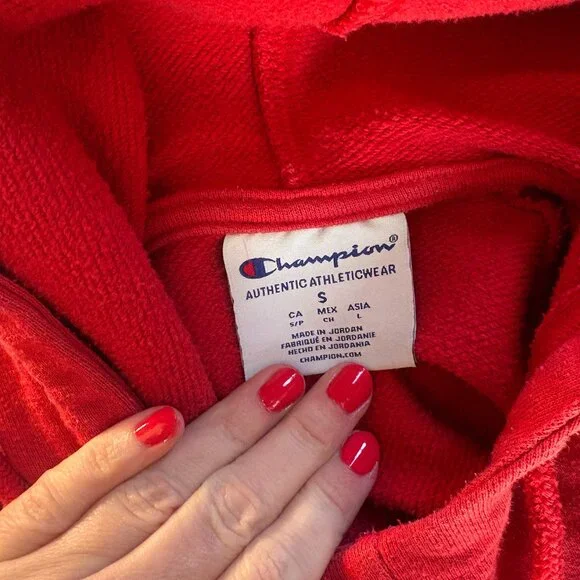 Champion®
AUTHENTIC ATHLETICWEAR
S
CA MEX ASIA
S/P CH L
MADE IN JORDAN
FABRIQUÉ EN JORDANIE
HECHO EN JORDANIA
CHAMPION.COM